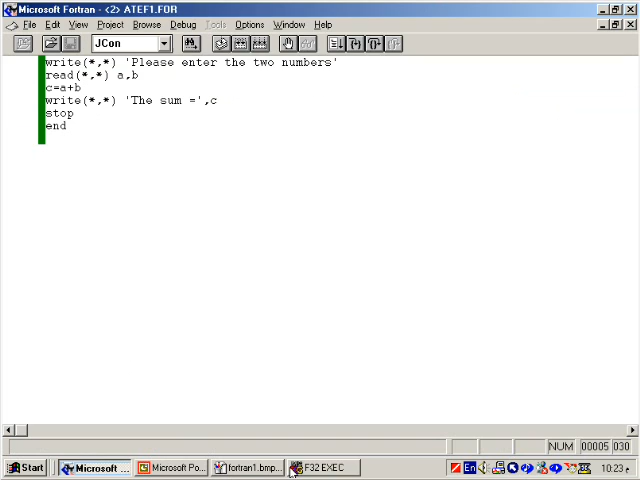 Microsoft Fortran - <2> ATEF1.FOR
File Edit View Project Browse Debug Tools Options Window Help
JCon
write(*,*) 'Please enter the two numbers'
read(*,*) a,b
c=a+b
write(*,*) 'The sum =',c
stop
end
NUM 00005 030
Start Microsoft ... Microsoft Po... fortran1.bmp... F32 EXEC En 10:23 م